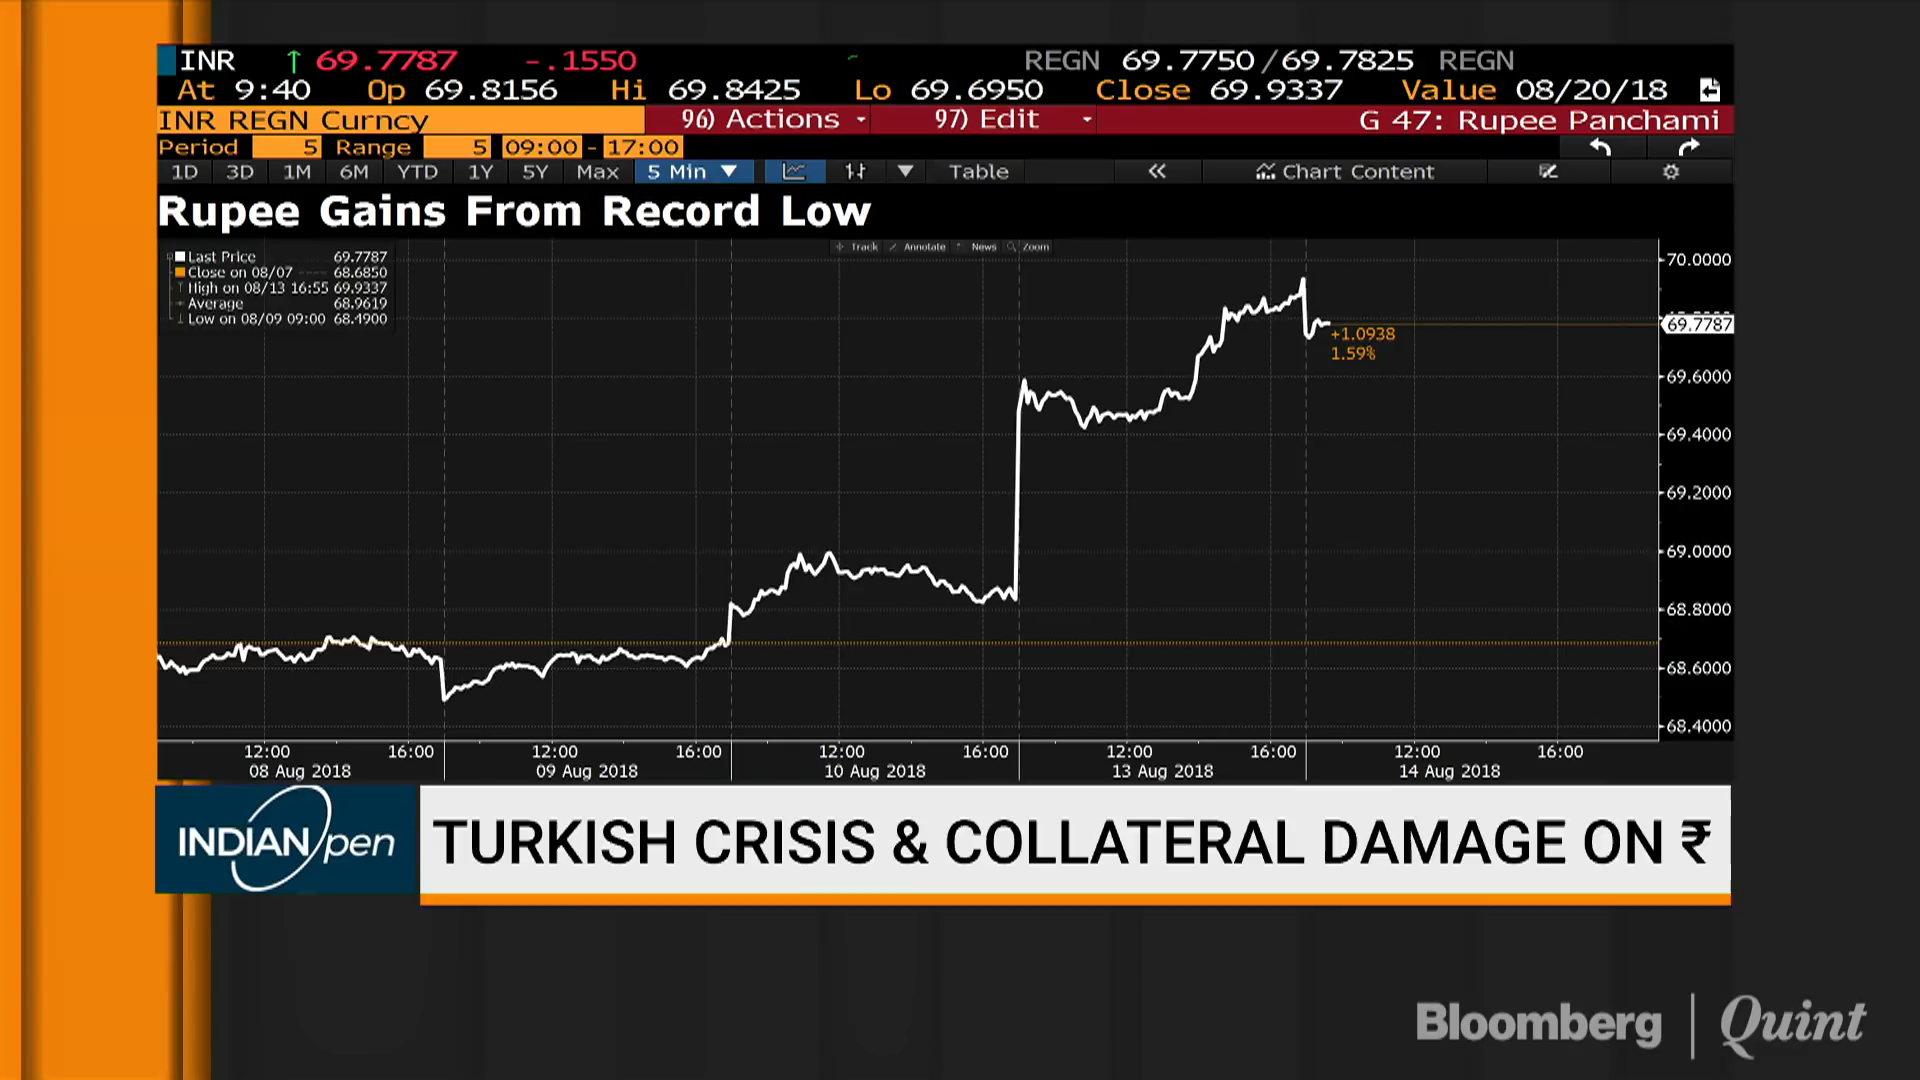 INR ↑ 69.7787 -.1550 REGN 69.7750 / 69.7825 REGN
At 9:40 Op 69.8156 Hi 69.8425 Lo 69.6950 Close 69.9337 Value 08/20/18
INR REGN Curncy 96) Actions 97) Edit G 47: Rupee Panchami
Period 5 Range 5 09:00 - 17:00
1D 3D 1M 6M YTD 1Y 5Y Max 5 Min ▼ Table « Chart Content
Rupee Gains From Record Low
Track Annotate News Zoom
Last Price 69.7787
Close on 08/07 68.6850
High on 08/13 16:55 69.9337
Average 68.9619
Low on 08/09 09:00 68.4900
70.0000
69.7787
+1.0938
1.59%
69.6000
69.4000
69.2000
69.0000
68.8000
68.6000
68.4000
12:00 16:00 12:00 16:00 12:00 16:00 12:00 16:00 12:00 16:00
08 Aug 2018 09 Aug 2018 10 Aug 2018 13 Aug 2018 14 Aug 2018
INDIAN Open TURKISH CRISIS & COLLATERAL DAMAGE ON ₹
Bloomberg | Quint